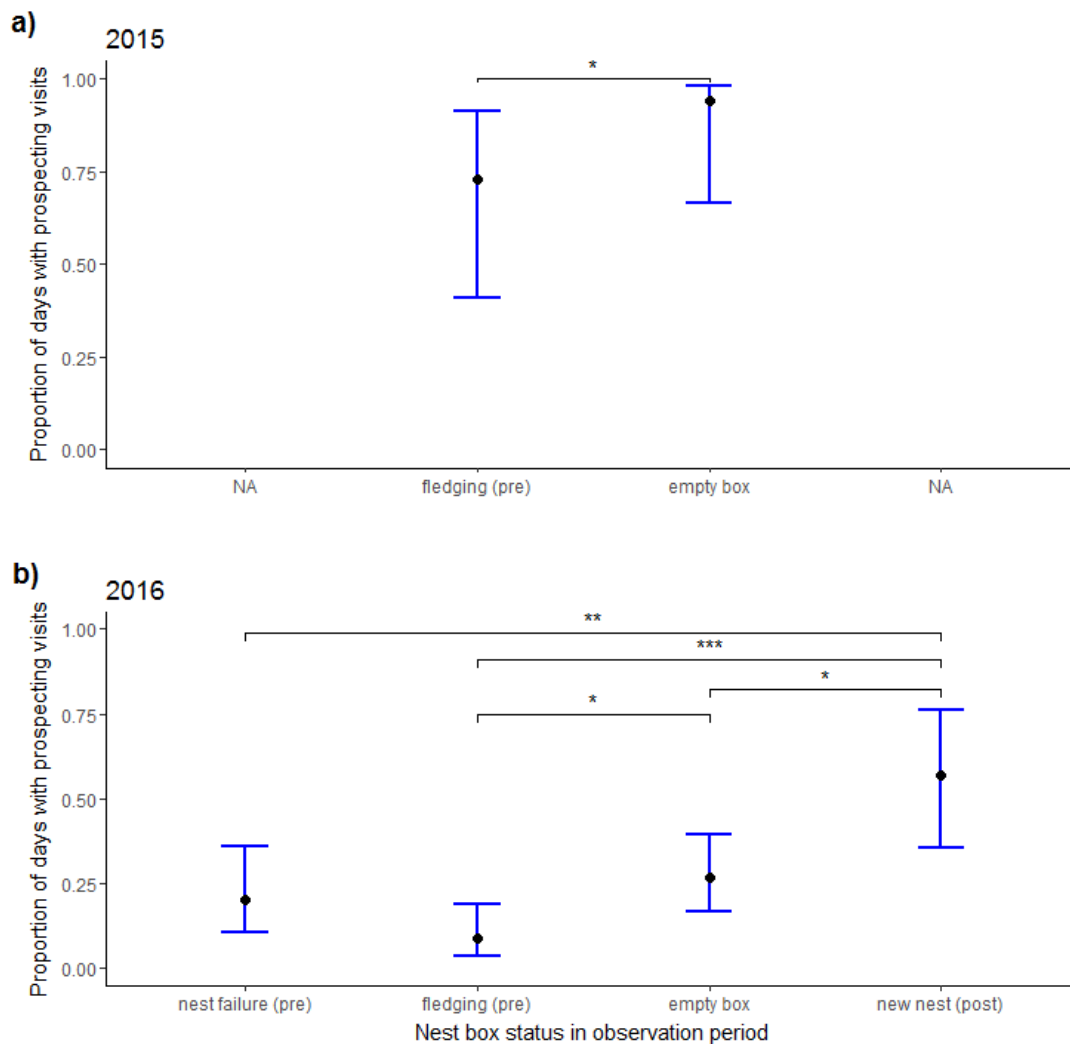 a)
2015
Proportion of days with prospecting visits
1.00
0.75
0.50
0.25
0.00
*
NA
fledging (pre)
empty box
NA
b)
2016
Proportion of days with prospecting visits
1.00
0.75
0.50
0.25
0.00
**
***
*
*
nest failure (pre)
fledging (pre)
empty box
new nest (post)
Nest box status in observation period